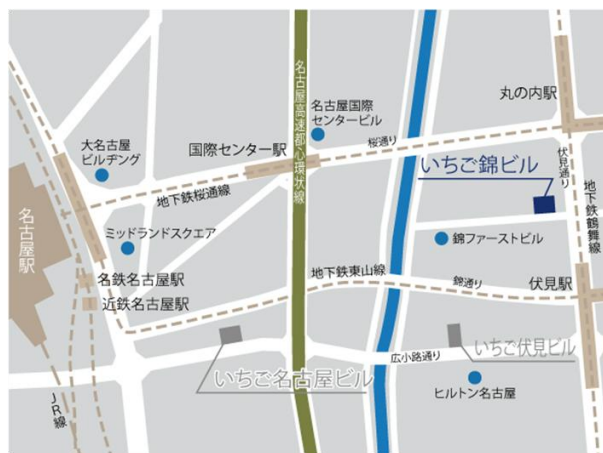 丸の内駅
名古屋国際
センタービル
大名古屋
ビルヂング
国際センター駅
桜通り
いちご錦ビル
伏見通り
地下鉄桜通線
名古屋高速都心環状線
地下鉄鶴舞線
名古屋駅
ミッドランドスクエア
錦ファーストビル
名鉄名古屋駅
地下鉄東山線
錦通り
伏見駅
近鉄名古屋駅
いちご伏見ビル
広小路通り
いちご名古屋ビル
ヒルトン名古屋
JR線